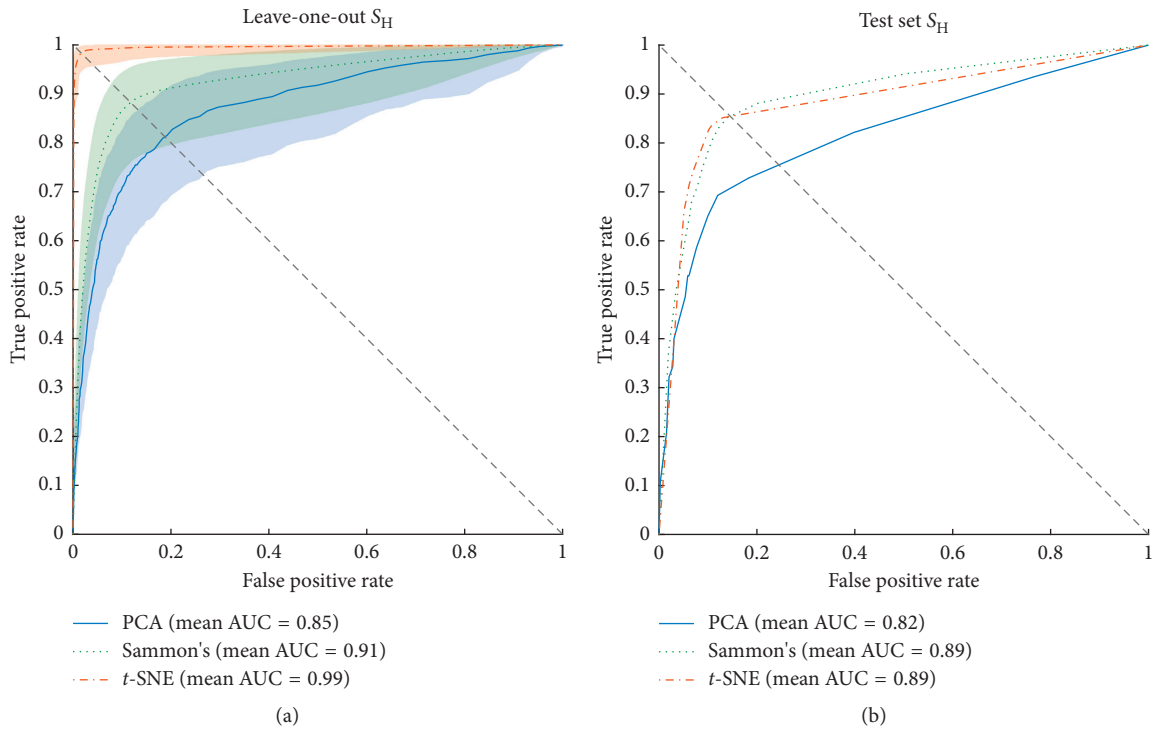 Leave-one-out S_H
1
0.9
0.8
0.7
0.6
0.5
0.4
0.3
0.2
0.1
0
True positive rate
0 0.2 0.4 0.6 0.8 1
False positive rate
PCA (mean AUC = 0.85)
Sammon's (mean AUC = 0.91)
t-SNE (mean AUC = 0.99)
(a)
Test set S_H
1
0.9
0.8
0.7
0.6
0.5
0.4
0.3
0.2
0.1
0
True positive rate
0 0.2 0.4 0.6 0.8 1
False positive rate
PCA (mean AUC = 0.82)
Sammon's (mean AUC = 0.89)
t-SNE (mean AUC = 0.89)
(b)